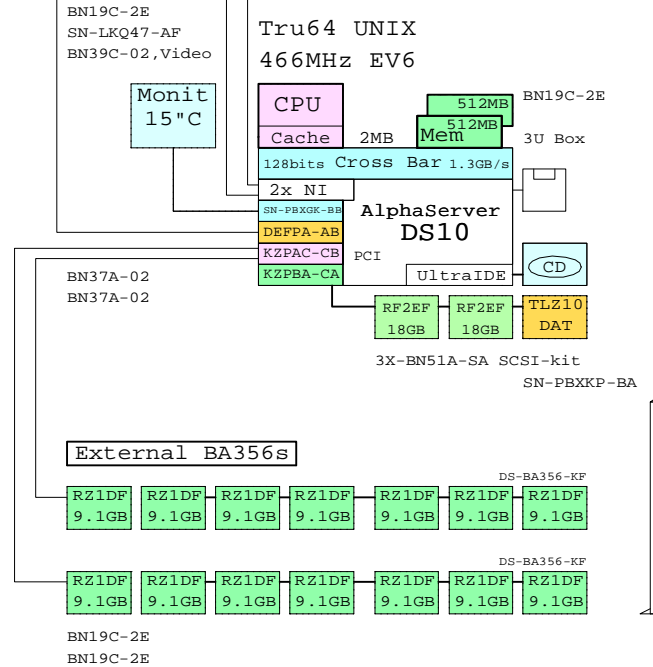 BN19C-2E
SN-LKQ47-AF
BN39C-02,Video
Tru64 UNIX
466MHz EV6
Monit
15"C
CPU
Cache
2MB
512MB
512MB
Mem
BN19C-2E
3U Box
128bits Cross Bar 1.3GB/s
2x NI
SN-PBXGK-BB
DEFPA-AB
KZPAC-CB
KZPBA-CA
PCI
AlphaServer
DS10
UltraIDE
CD
BN37A-02
BN37A-02
RF2EF
18GB
RF2EF
18GB
TLZ10
DAT
3X-BN51A-SA SCSI-kit
SN-PBXKP-BA
External BA356s
DS-BA356-KF
RZ1DF RZ1DF RZ1DF RZ1DF RZ1DF RZ1DF RZ1DF
9.1GB 9.1GB 9.1GB 9.1GB 9.1GB 9.1GB 9.1GB
DS-BA356-KF
RZ1DF RZ1DF RZ1DF RZ1DF RZ1DF RZ1DF RZ1DF
9.1GB 9.1GB 9.1GB 9.1GB 9.1GB 9.1GB 9.1GB
BN19C-2E
BN19C-2E